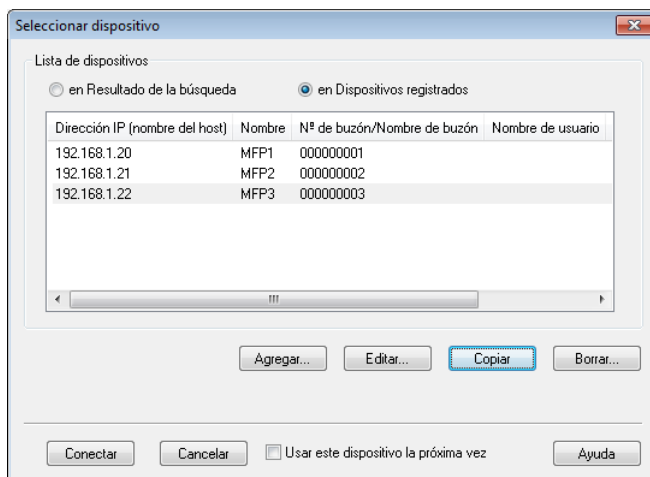 Seleccionar dispositivo
Lista de dispositivos
en Resultado de la búsqueda en Dispositivos registrados
Dirección IP (nombre del host) Nombre Nº de buzón/Nombre de buzón Nombre de usuario
192.168.1.20 MFP1 000000001
192.168.1.21 MFP2 000000002
192.168.1.22 MFP3 000000003
Agregar... Editar... Copiar Borrar...
Conectar Cancelar Usar este dispositivo la próxima vez Ayuda